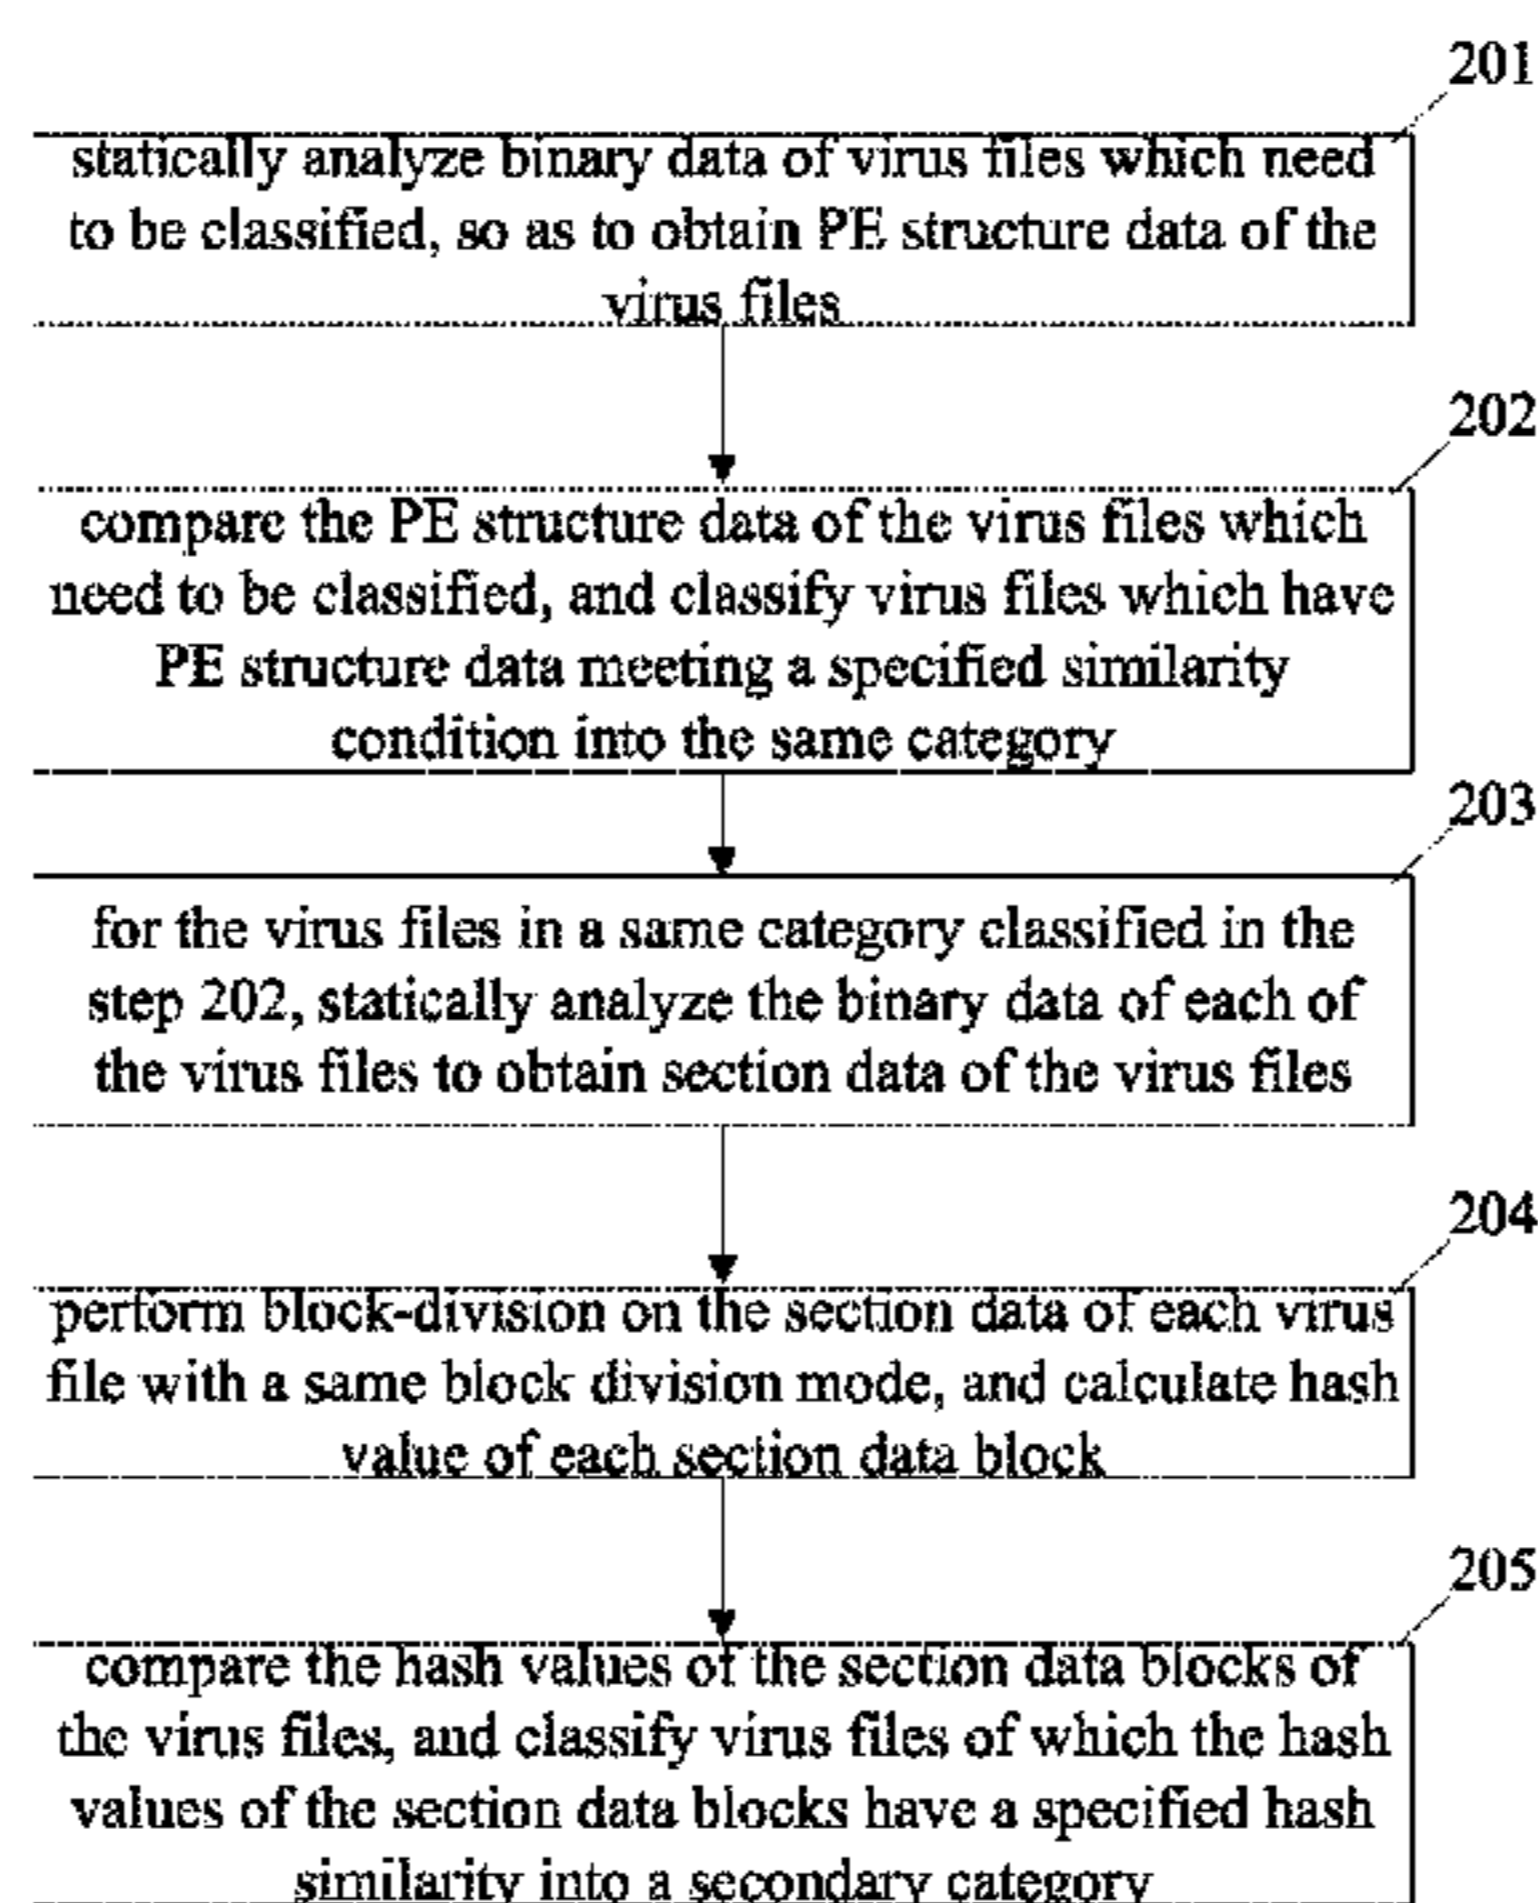 201
statically analyze binary data of virus files which need
to be classified, so as to obtain PE structure data of the
virus files
202
compare the PE structure data of the virus files which
need to be classified, and classify virus files which have
PE structure data meeting a specified similarity
condition into the same category
203
for the virus files in a same category classified in the
step 202, statically analyze the binary data of each of
the virus files to obtain section data of the virus files
204
perform block-division on the section data of each virus
file with a same block division mode, and calculate hash
value of each section data block
205
compare the hash values of the section data blocks of
the virus files, and classify virus files of which the hash
values of the section data blocks have a specified hash
similarity into a secondary category